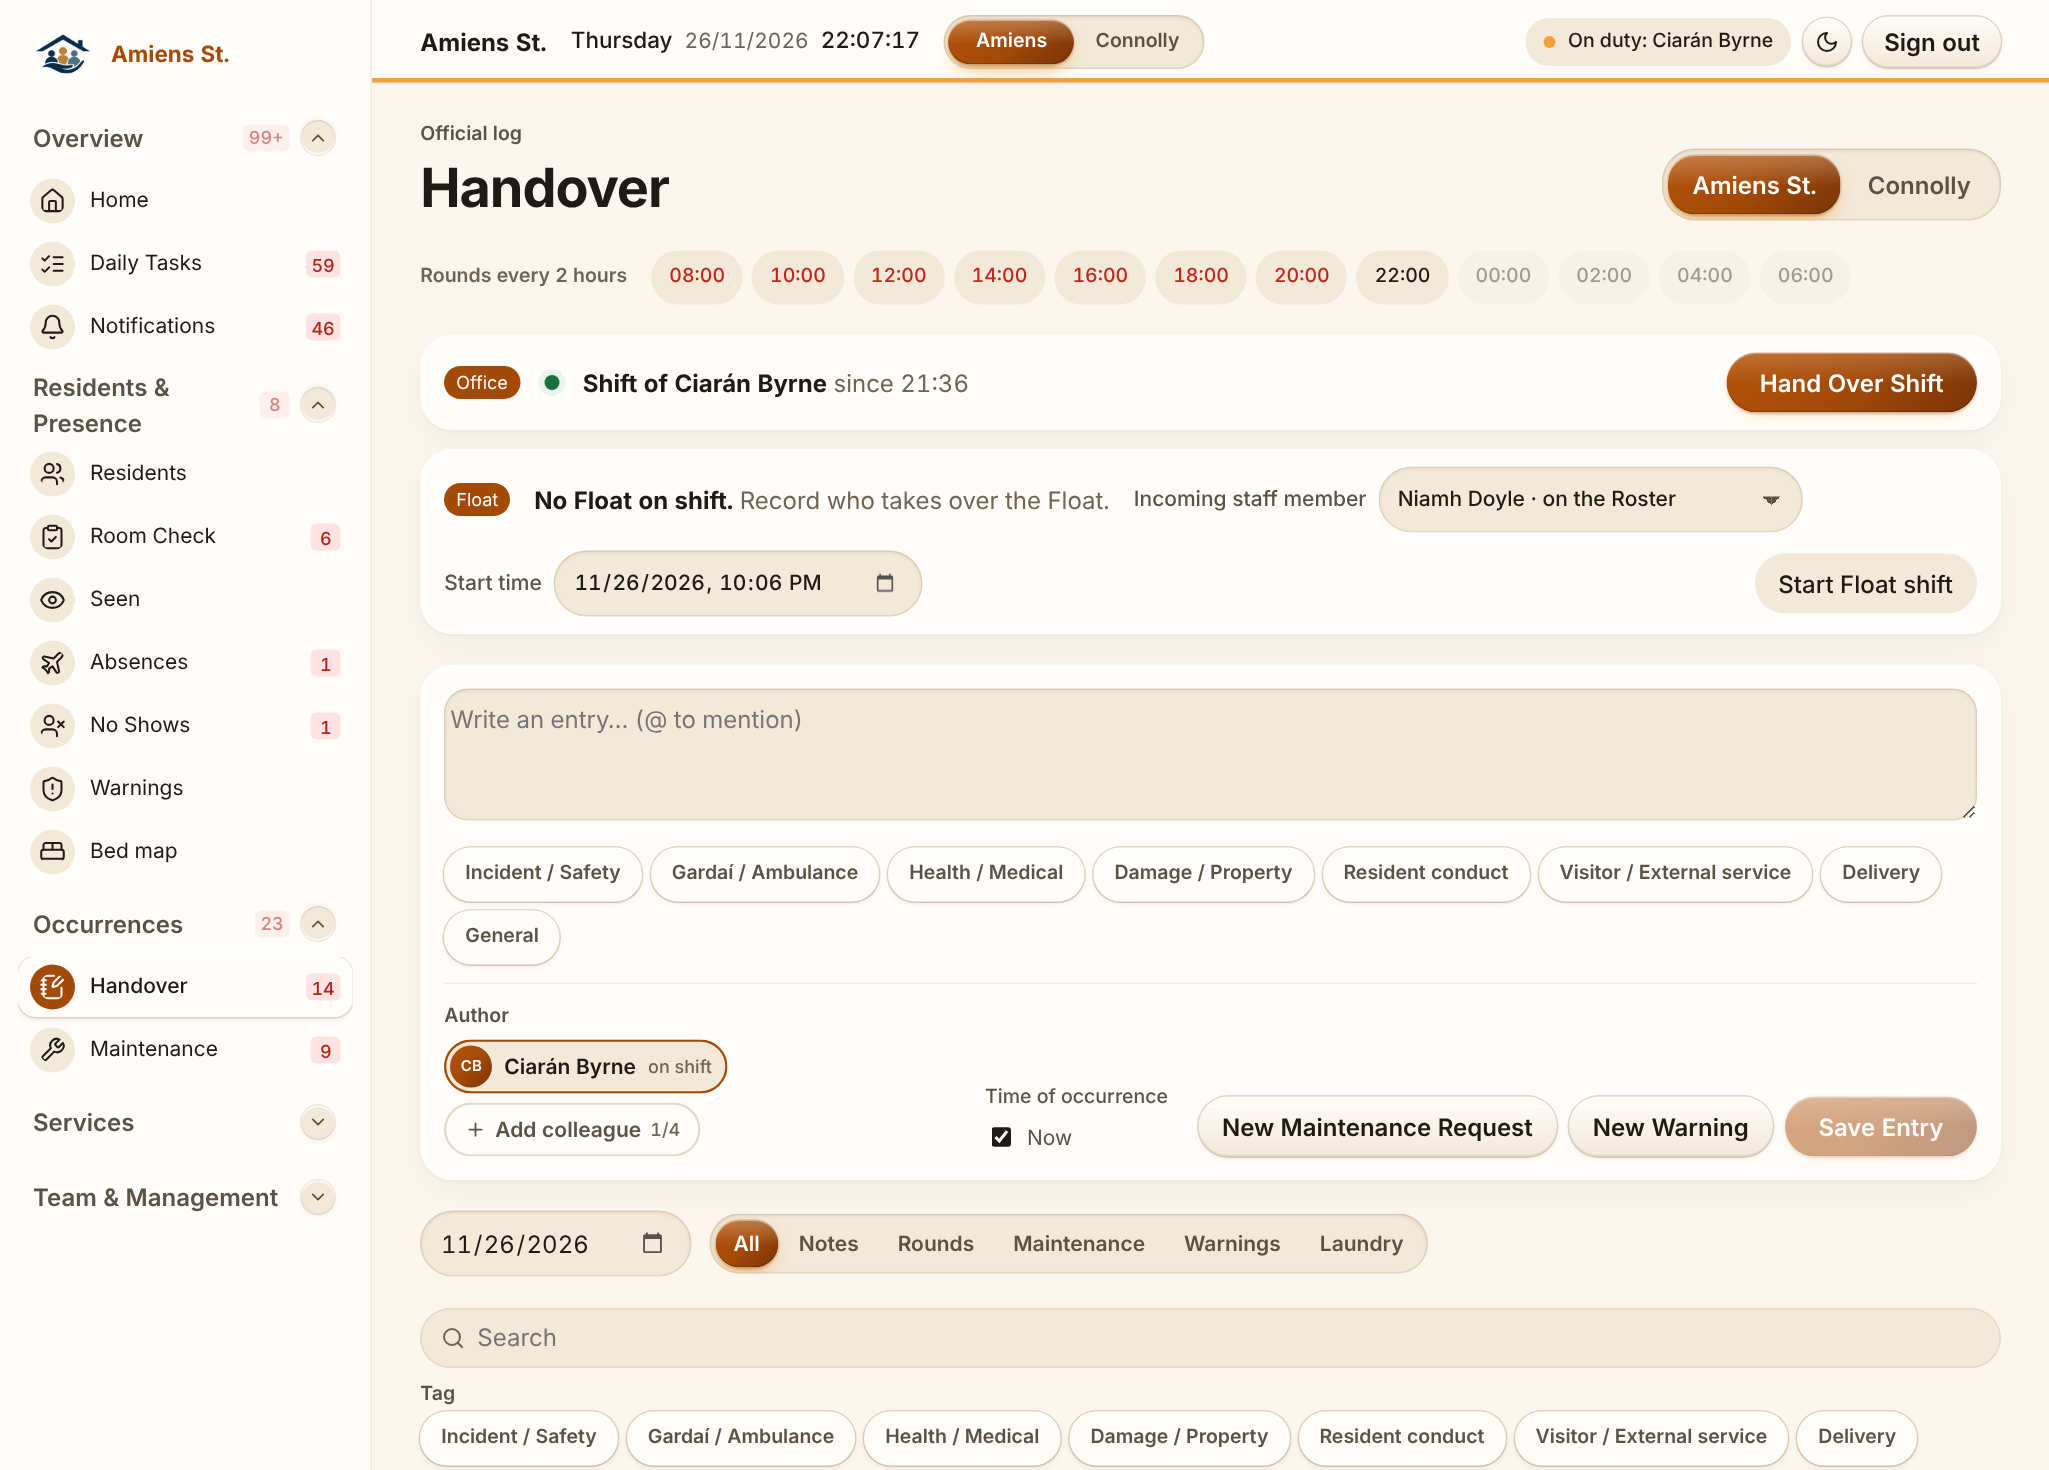 Amiens St.
Overview 99+
Home
Daily Tasks 59
Notifications 46
Residents &
Presence 8
Residents
Room Check 6
Seen
Absences 1
No Shows 1
Warnings
Bed map
Occurrences 23
Handover 14
Maintenance 9
Services
Team & Management
Amiens St. Thursday 26/11/2026 22:07:17 Amiens Connolly On duty: Ciarán Byrne Sign out
Official log
Handover
Amiens St. Connolly
Rounds every 2 hours 08:00 10:00 12:00 14:00 16:00 18:00 20:00 22:00 00:00 02:00 04:00 06:00
Office Shift of Ciarán Byrne since 21:36 Hand Over Shift
Float No Float on shift. Record who takes over the Float. Incoming staff member Niamh Doyle · on the Roster
Start time 11/26/2026, 10:06 PM Start Float shift
Write an entry... (@ to mention)
Incident / Safety Gardaí / Ambulance Health / Medical Damage / Property Resident conduct Visitor / External service Delivery
General
Author
CB Ciarán Byrne on shift
+ Add colleague 1/4
Time of occurrence
Now
New Maintenance Request New Warning Save Entry
11/26/2026 All Notes Rounds Maintenance Warnings Laundry
Search
Tag
Incident / Safety Gardaí / Ambulance Health / Medical Damage / Property Resident conduct Visitor / External service Delivery